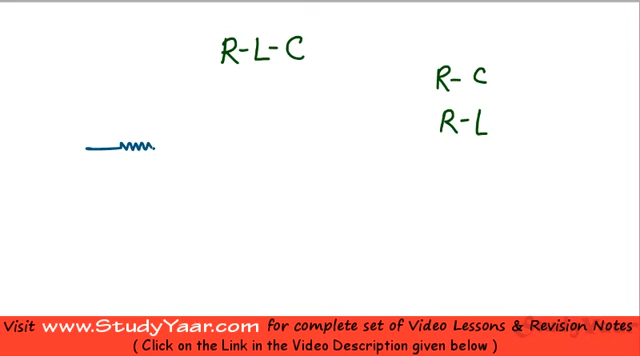 R-L-C
R- C
R-L
Visit www.StudyYaar.com for complete set of Video Lessons & Revision Notes
( Click on the Link in the Video Description given below )